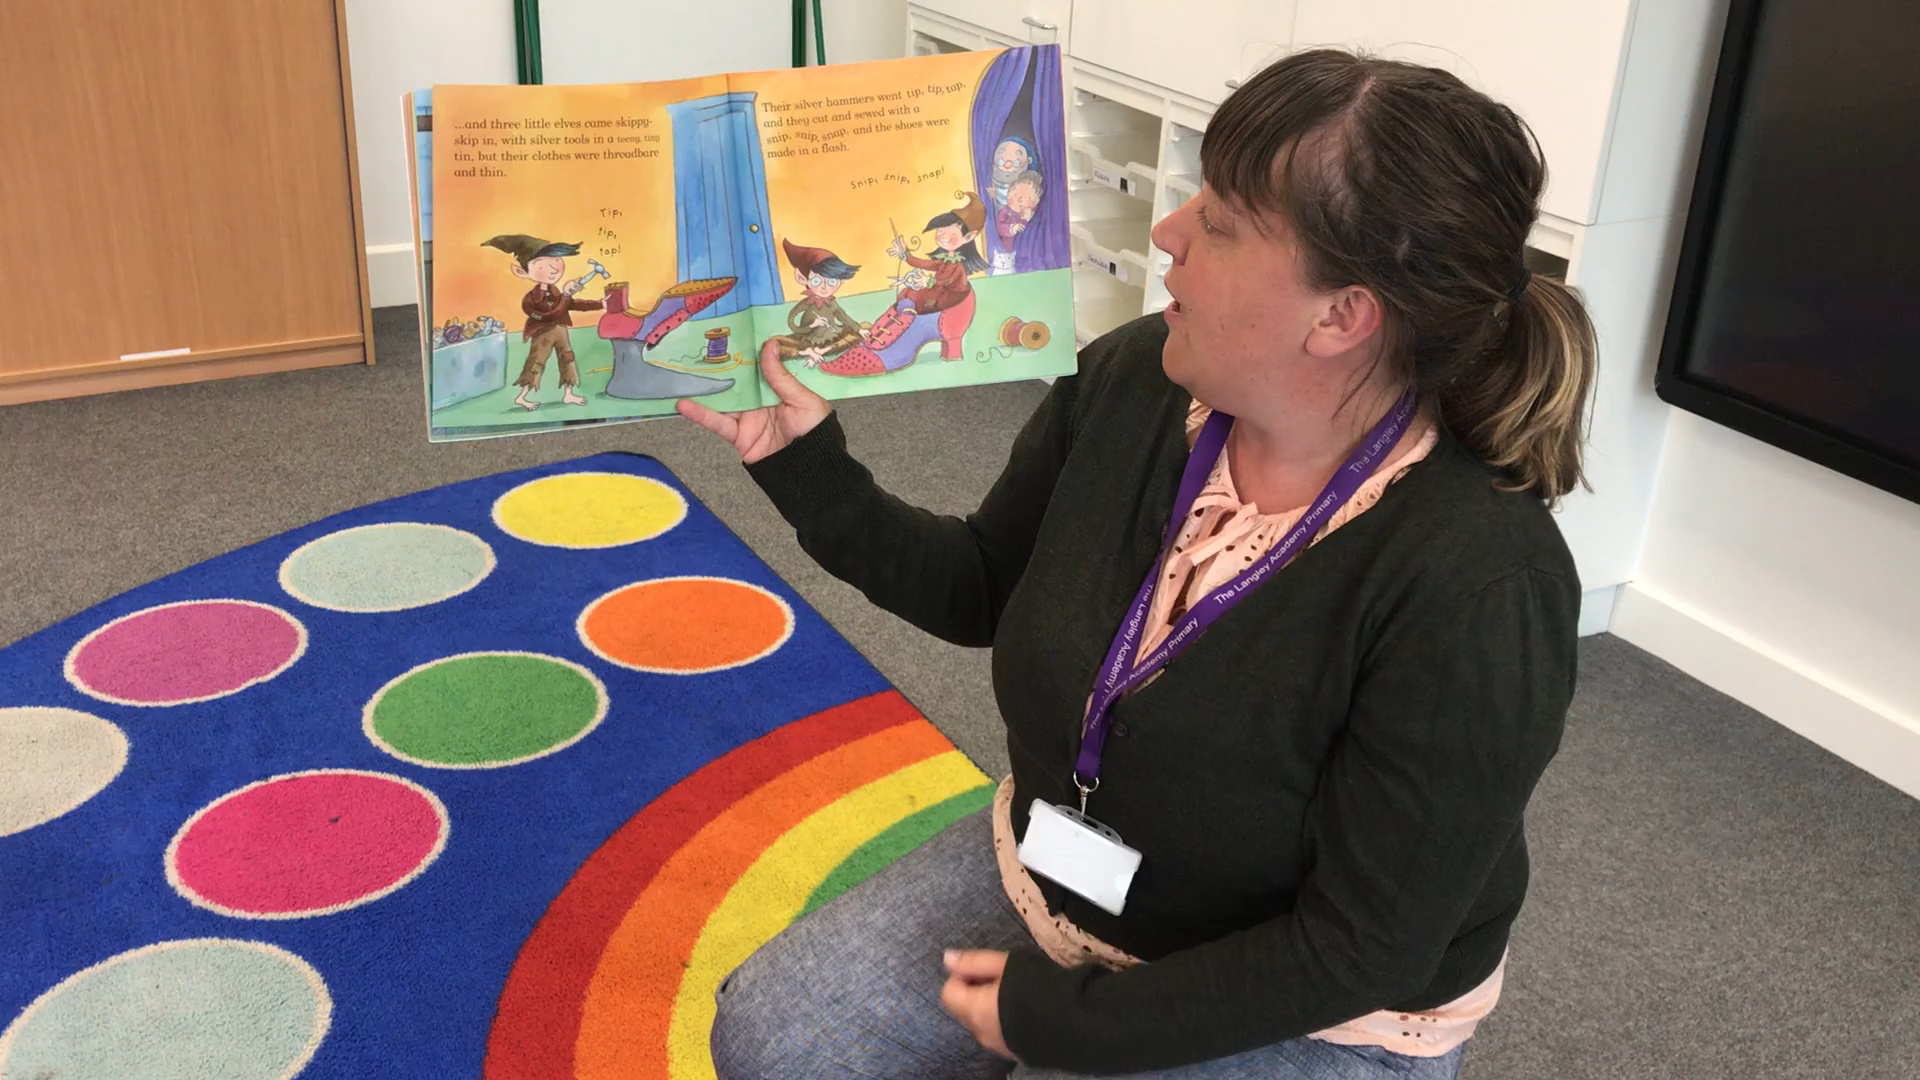 ...and three little elves came skippy-
skip in, with silver tools in a teeny, tiny
tin, but their clothes were threadbare
and thin.
Tip,
tip,
tap!
Their silver hammers went tip, tip, tap,
and they cut and sewed with a
snip, snip, snap, and the shoes were
made in a flash.
Snip, snip, snap!
The Langley Academy Primary
The Langley Academy Primary
The Langley Academy